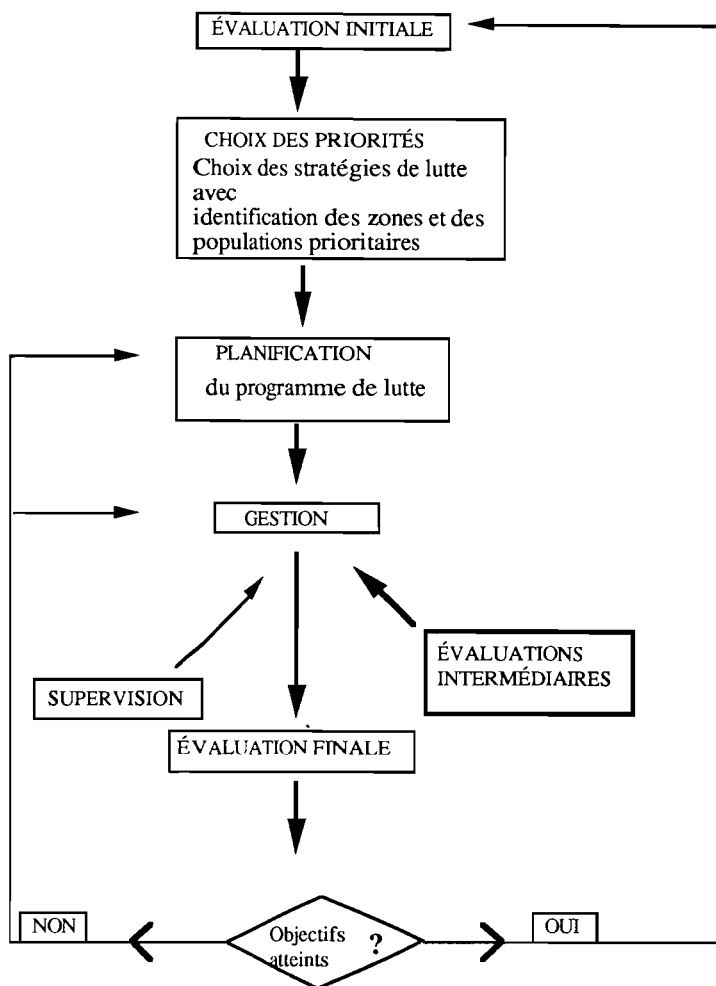 ÉVALUATION INITIALE
CHOIX DES PRIORITÉS
Choix des stratégies de lutte
avec
identification des zones et des
populations prioritaires
PLANIFICATION
du programme de lutte
GESTION
SUPERVISION
ÉVALUATIONS
INTERMÉDIAIRES
ÉVALUATION FINALE
NON
Objectifs ?
atteints
OUI